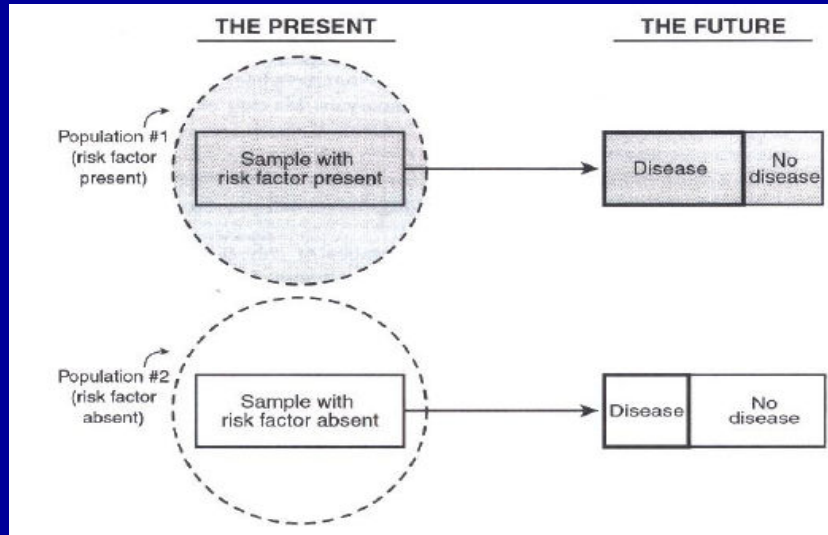 THE PRESENT
THE FUTURE
Population #1
(risk factor
present)
Sample with
risk factor present
Disease
No
disease
Population #2
(risk factor
absent)
Sample with
risk factor absent
Disease
No
disease